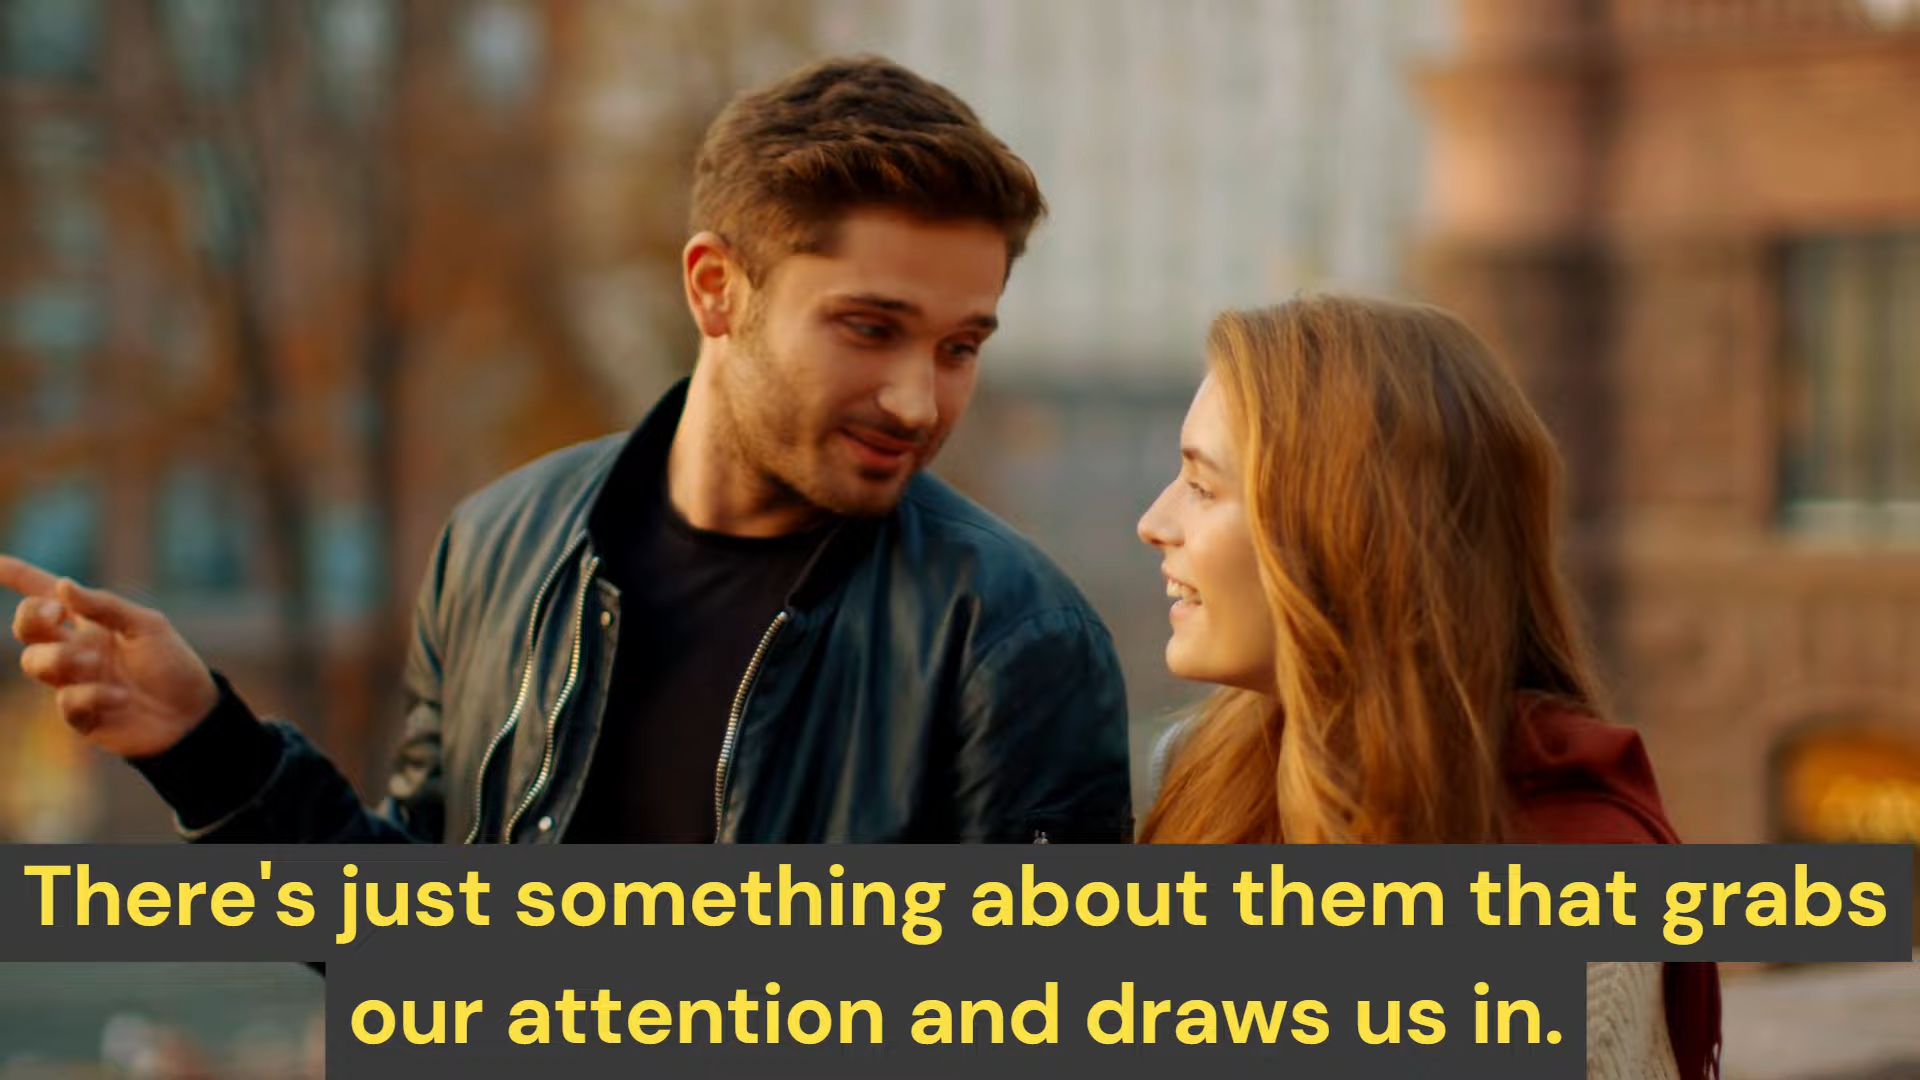 There's just something about them that grabs
our attention and draws us in.